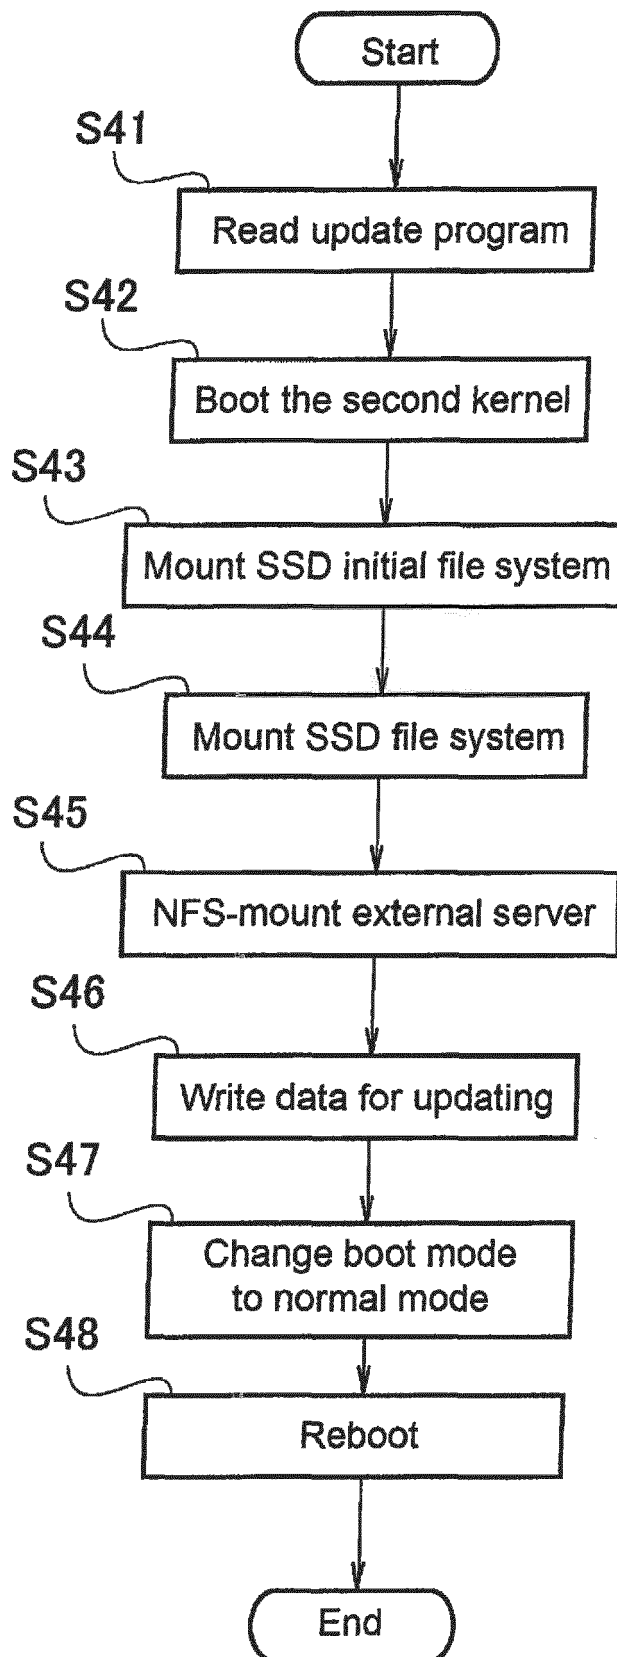 Start
S41
Read update program
S42
Boot the second kernel
S43
Mount SSD initial file system
S44
Mount SSD file system
S45
NFS-mount external server
S46
Write data for updating
S47
Change boot mode
to normal mode
S48
Reboot
End